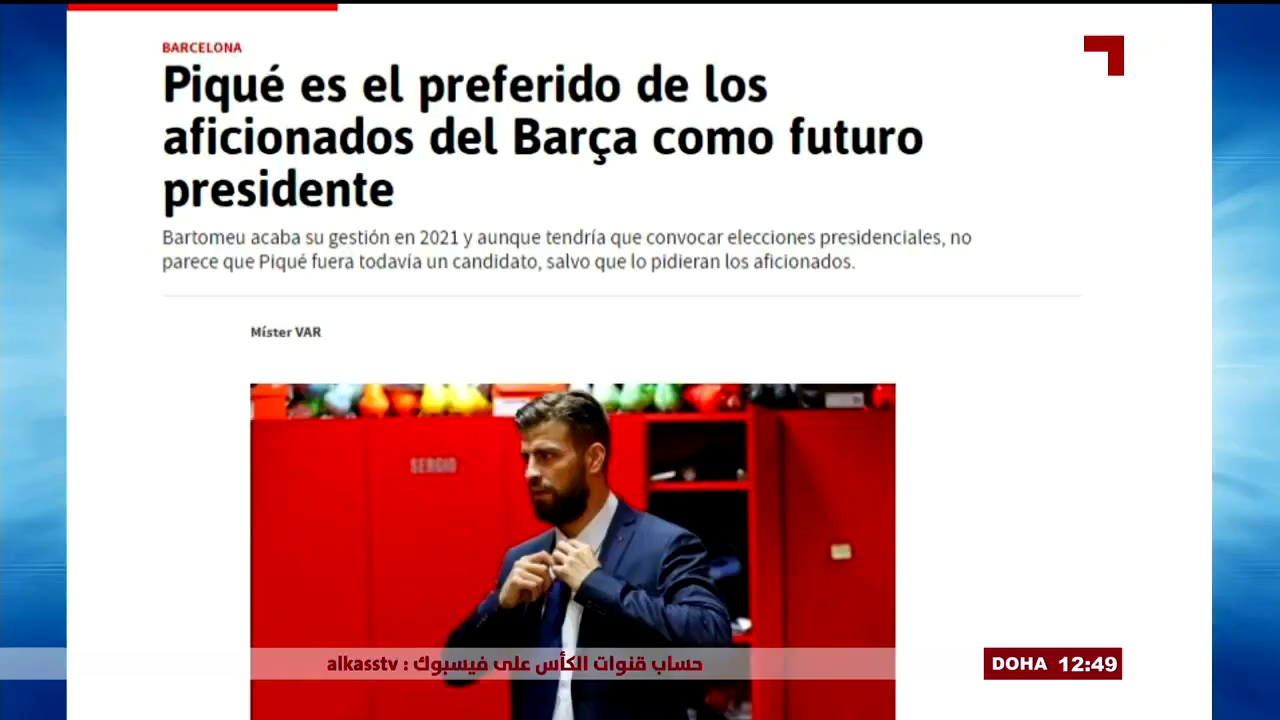 BARCELONA
Piqué es el preferido de los
aficionados del Barça como futuro
presidente
Bartomeu acaba su gestión en 2021 y aunque tendría que convocar elecciones presidenciales, no
parece que Piqué fuera todavía un candidato, salvo que lo pidieran los aficionados.
Míster VAR
SERGIO
حساب قنوات الكأس على فيسبوك : alkasstv
DOHA 12:49